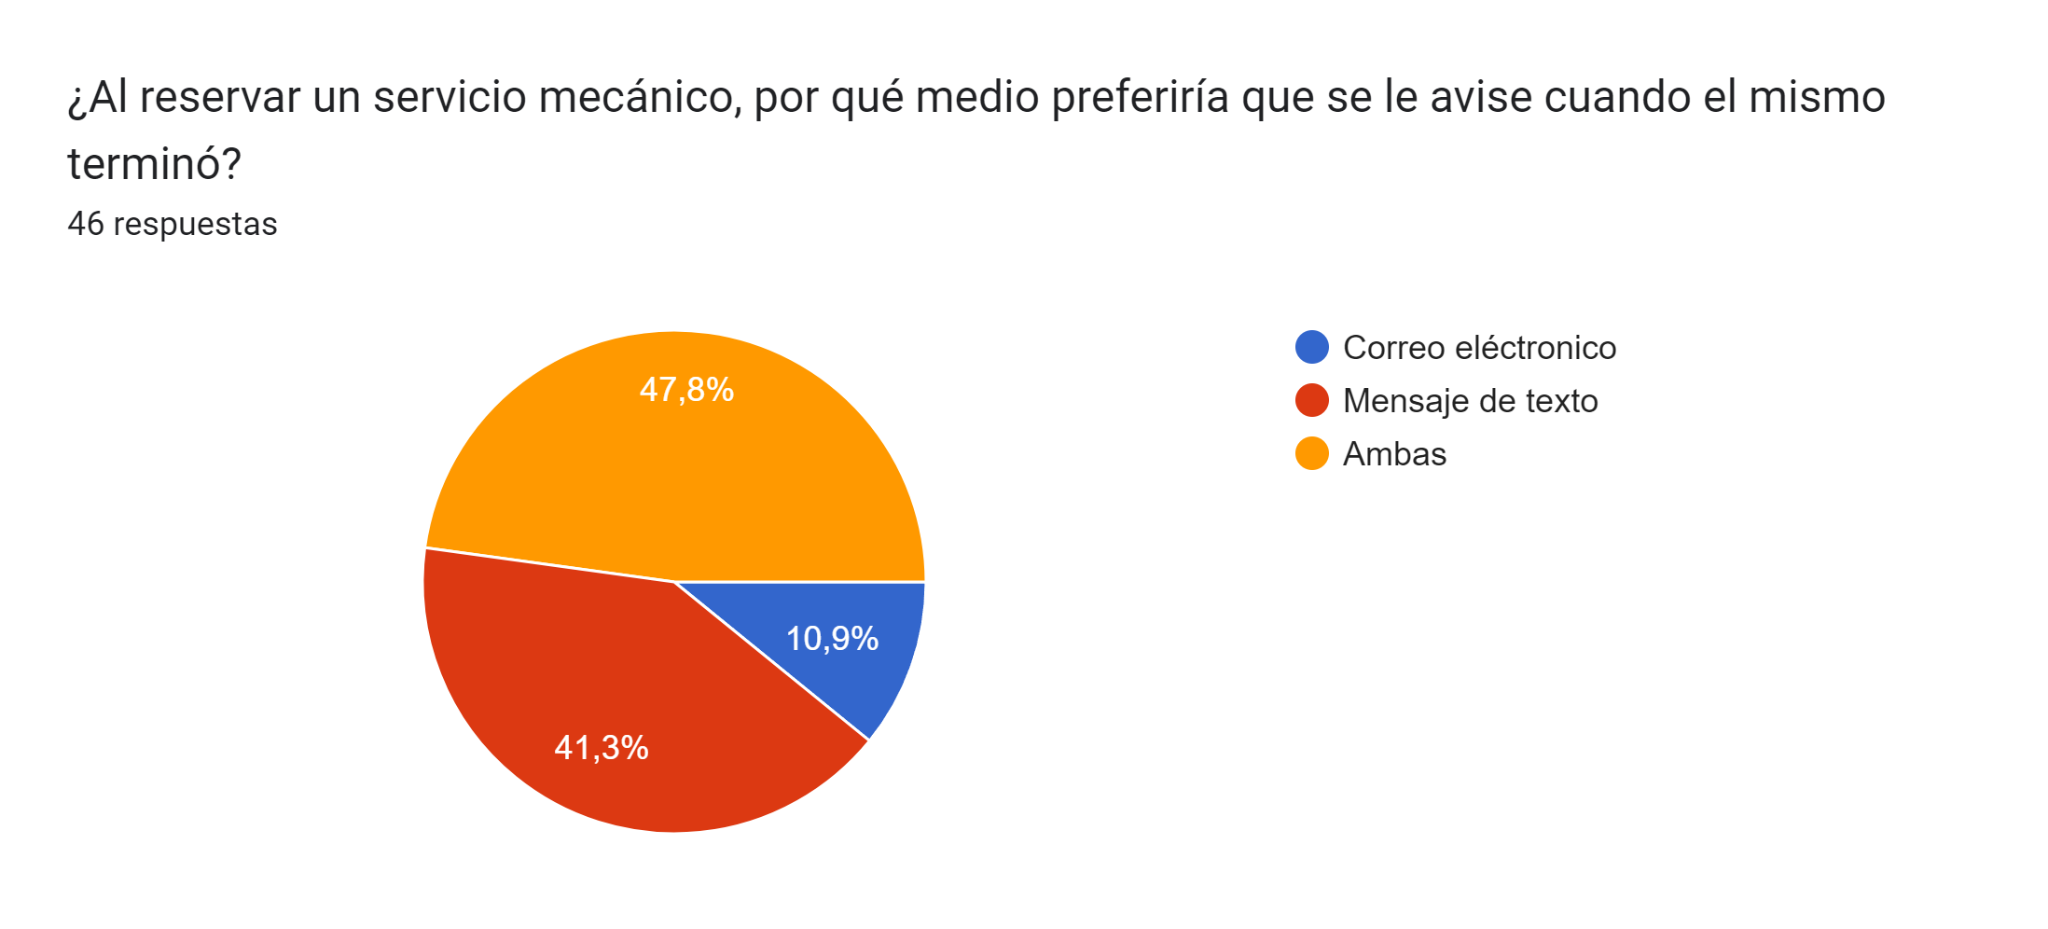 ¿Al reservar un servicio mecánico, por qué medio preferiría que se le avise cuando el mismo
terminó?
46 respuestas
47,8%
10,9%
41,3%
Correo eléctronico
Mensaje de texto
Ambas